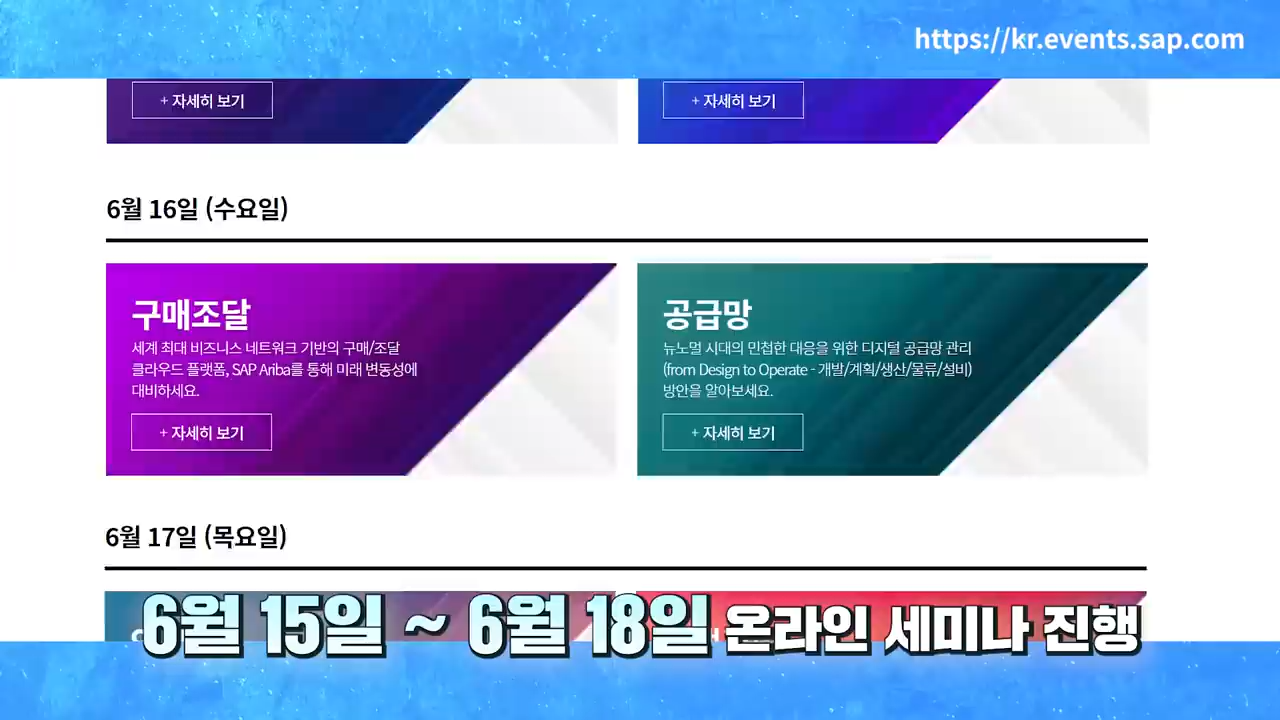 https://kr.events.sap.com
+ 자세히 보기
+ 자세히 보기
6월 16일 (수요일)
구매조달
세계 최대 비즈니스 네트워크 기반의 구매/조달
클라우드 플랫폼, SAP Ariba를 통해 미래 변동성에
대비하세요.
+ 자세히 보기
공급망
뉴노멀 시대의 민첩한 대응을 위한 디지털 공급망 관리
(from Design to Operate - 개발/계획/생산/물류/설비)
방안을 알아보세요.
+ 자세히 보기
6월 17일 (목요일)
6월 15일 ~ 6월 18일 온라인 세미나 진행